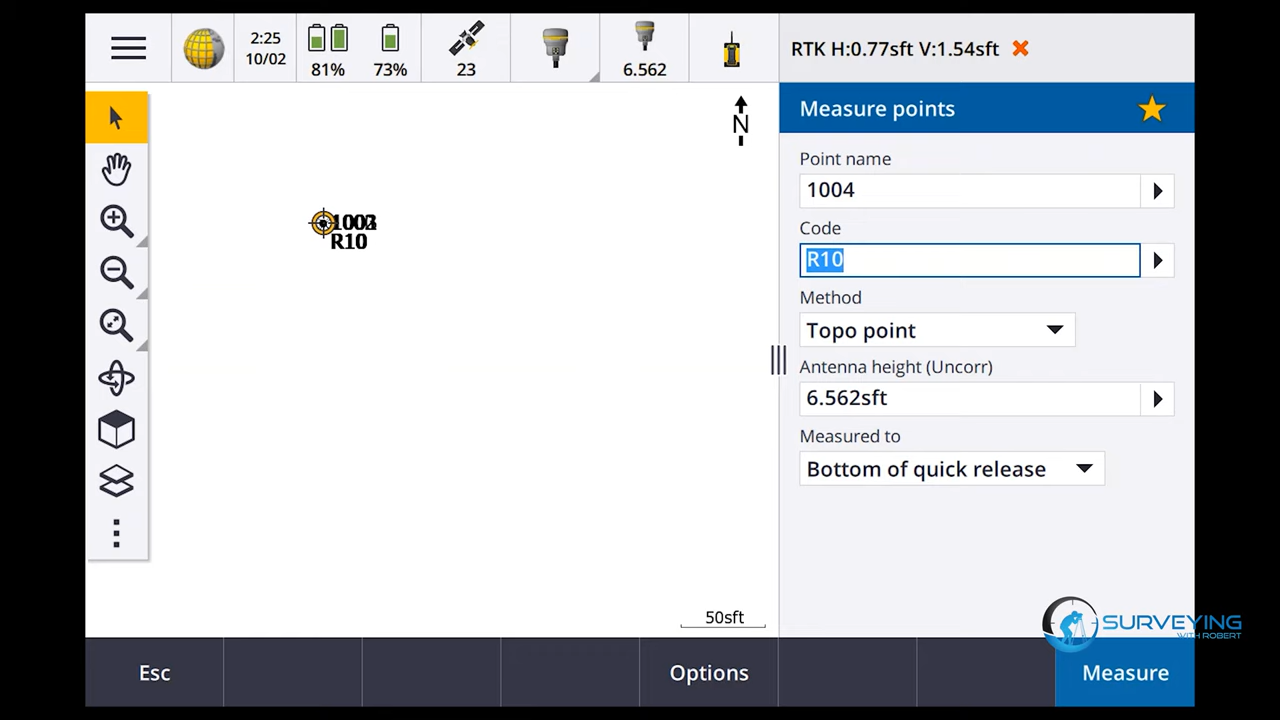 2:25
10/02
81%
73%
23
6.562
RTK H:0.77sft V:1.54sft
Measure points
Point name
1004
Code
R10
Method
Topo point
Antenna height (Uncorr)
6.562sft
Measured to
Bottom of quick release
N
R10
50sft
SURVEYING
WITH ROBERT
Esc
Options
Measure